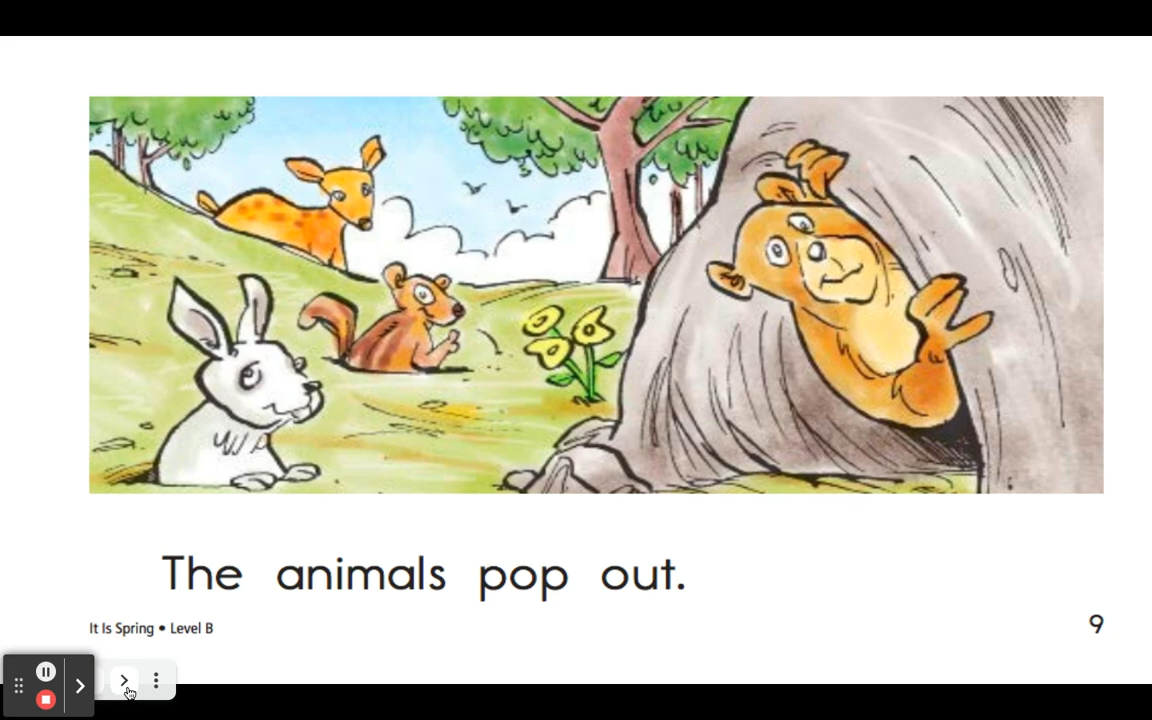 The animals pop out.
It Is Spring • Level B
9